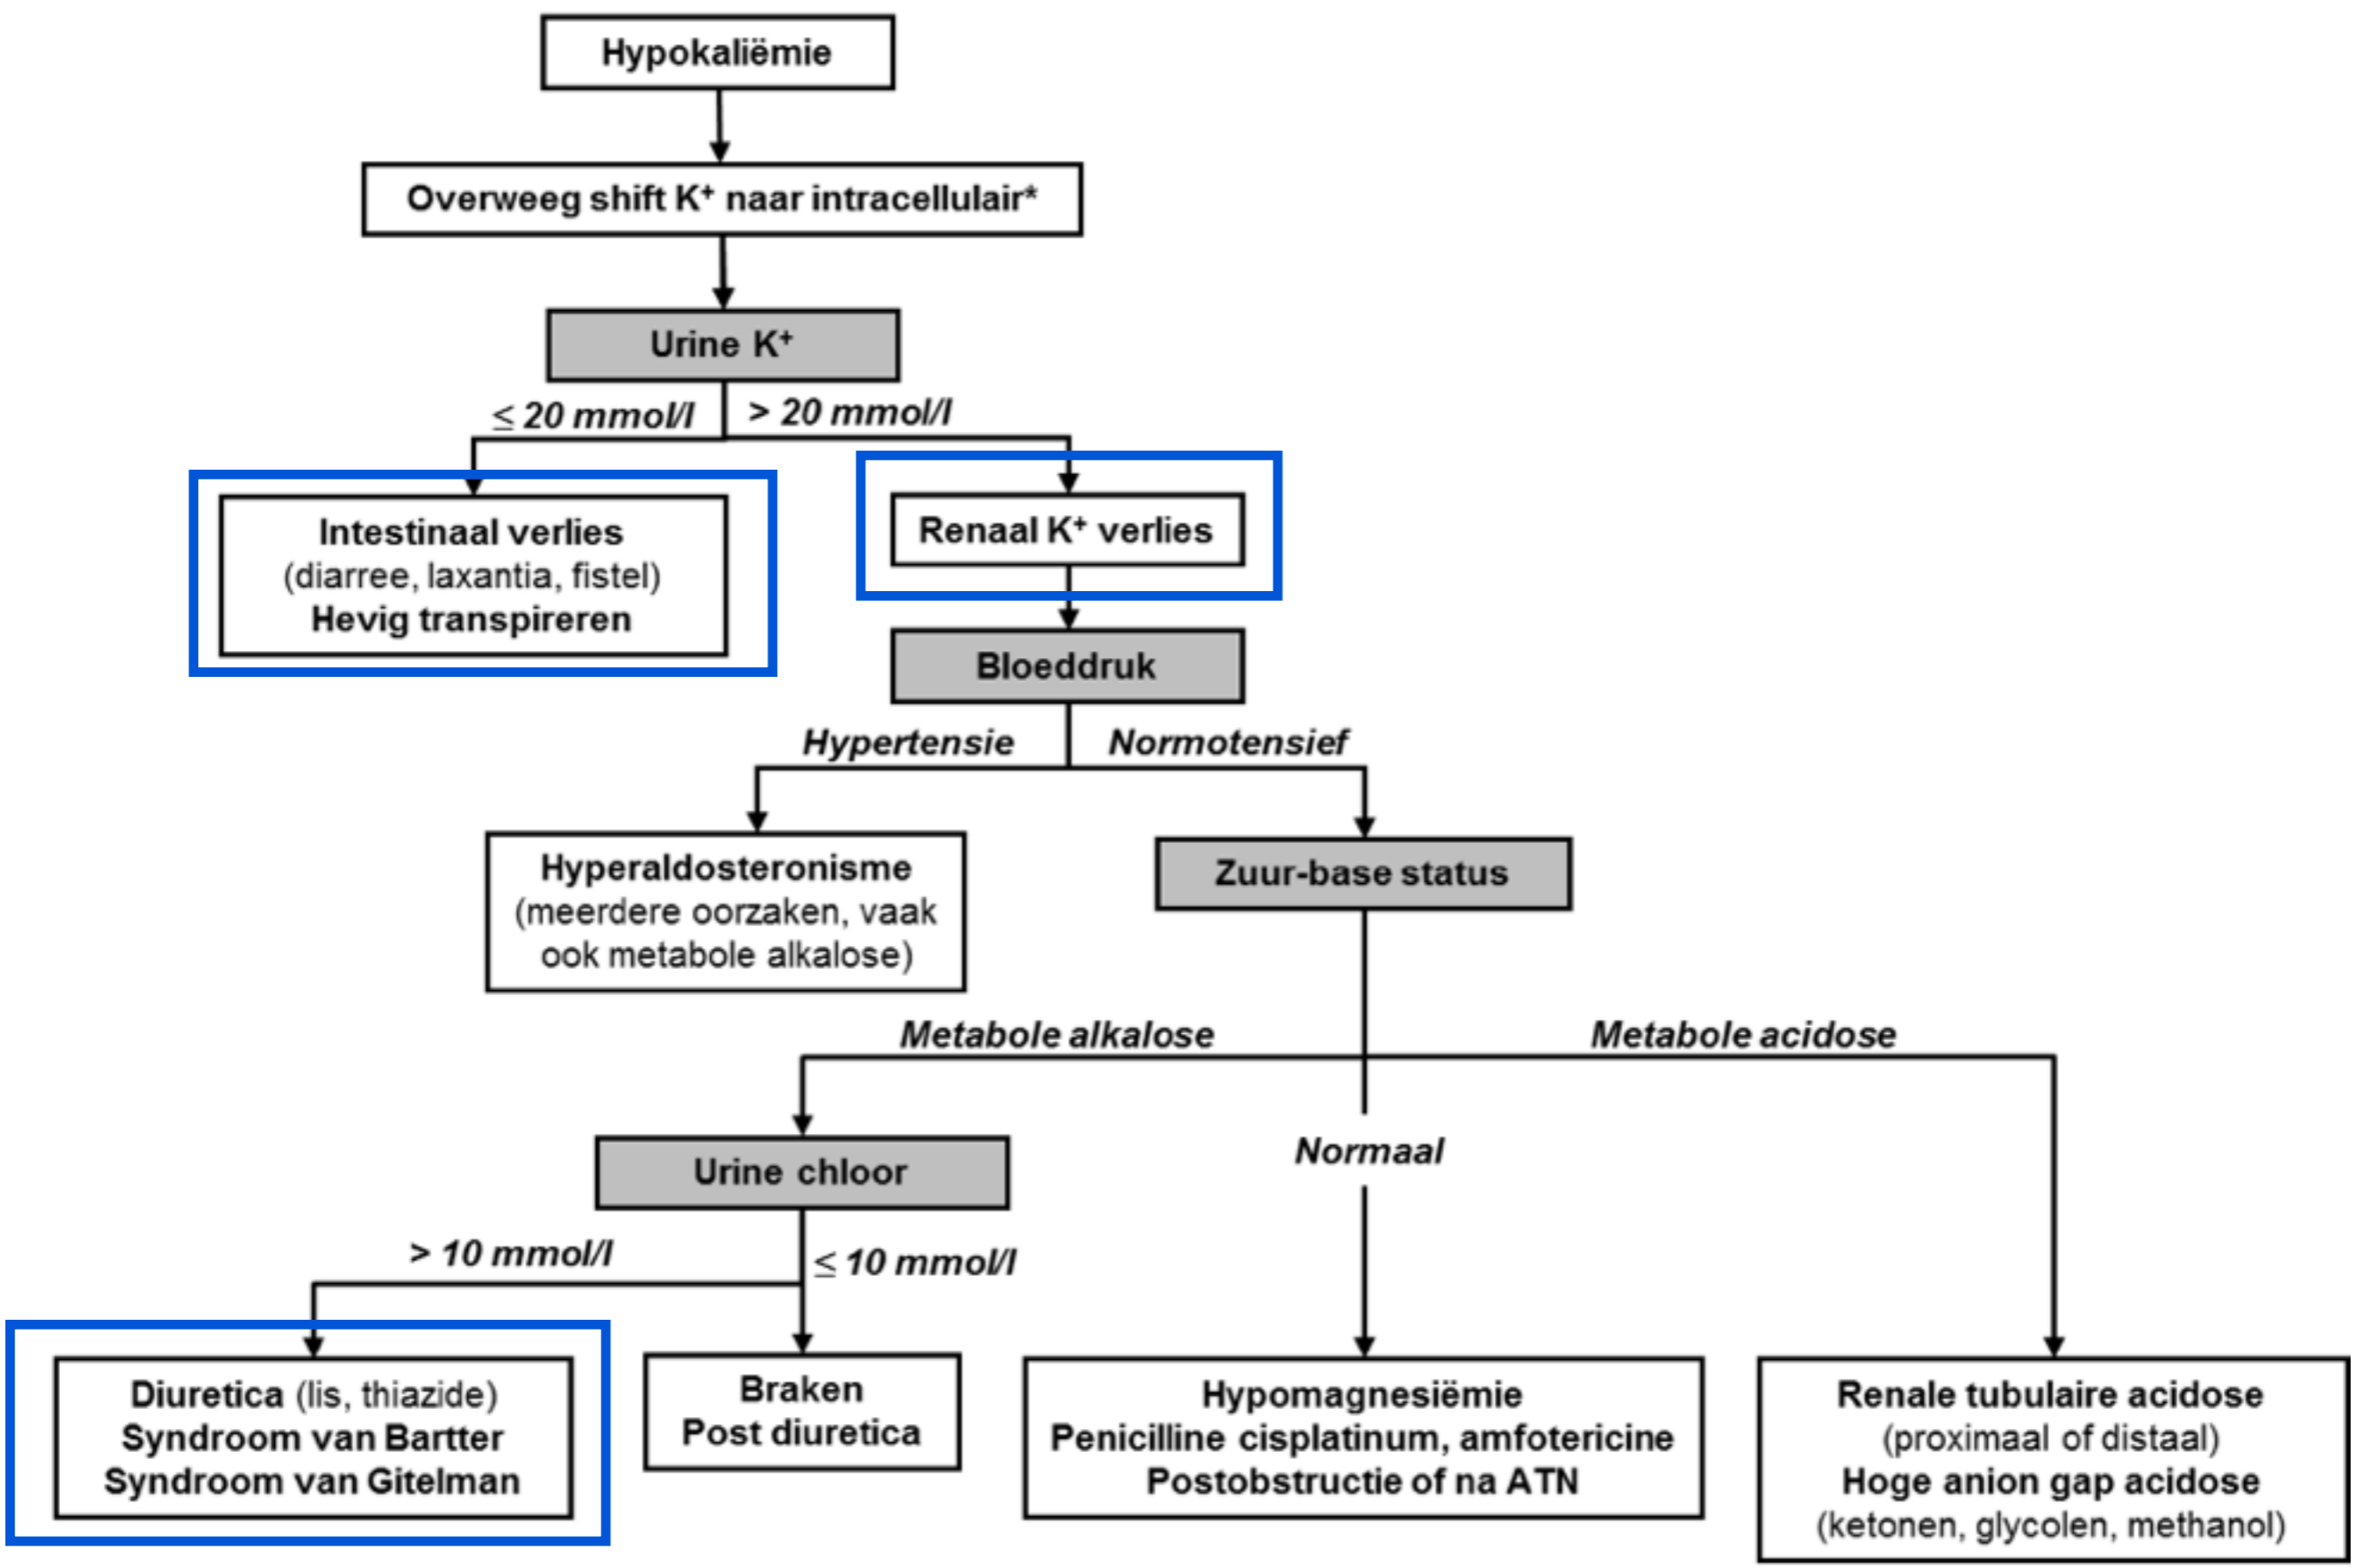 Hypokaliëmie
Overweeg shift K⁺ naar intracellulair*
Urine K⁺
≤ 20 mmol/l
> 20 mmol/l
Intestinaal verlies
(diarree, laxantia, fistel)
Hevig transpireren
Renaal K⁺ verlies
Bloeddruk
Hypertensie
Normotensief
Hyperaldosteronisme
(meerdere oorzaken, vaak
ook metabole alkalose)
Zuur-base status
Metabole alkalose
Metabole acidose
Normaal
Urine chloor
> 10 mmol/l
≤ 10 mmol/l
Diuretica (lis, thiazide)
Syndroom van Bartter
Syndroom van Gitelman
Braken
Post diuretica
Hypomagnesiëmie
Penicilline cisplatinum, amfotericine
Postobstructie of na ATN
Renale tubulaire acidose
(proximaal of distaal)
Hoge anion gap acidose
(ketonen, glycolen, methanol)